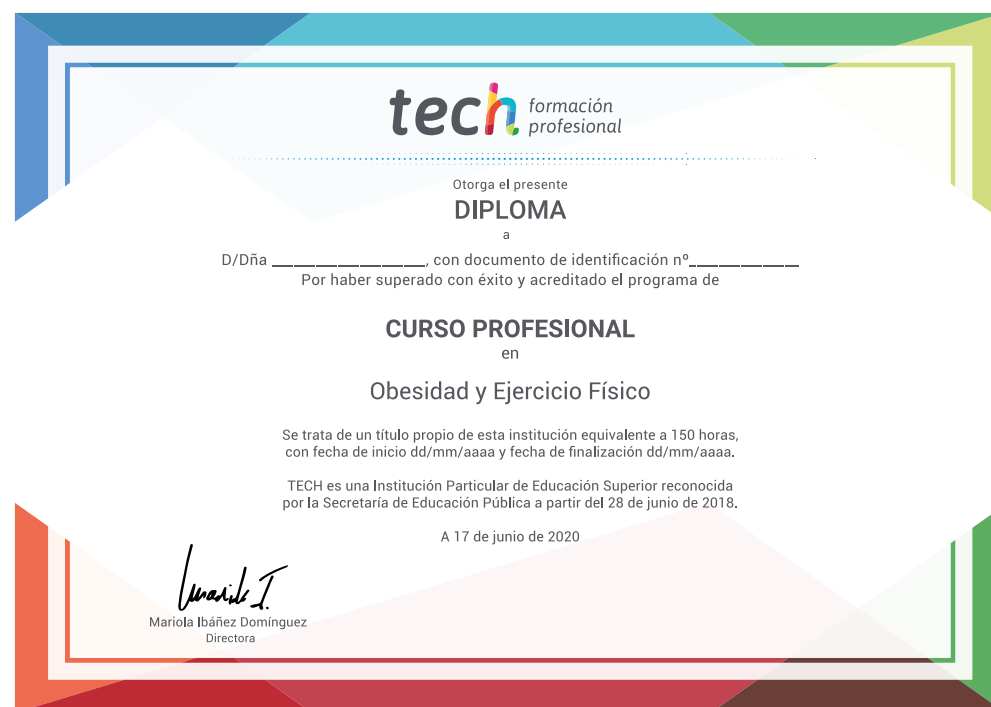 tech formación
profesional
Otorga el presente
DIPLOMA
a
D/Dña __________________, con documento de identificación nº_____________
Por haber superado con éxito y acreditado el programa de
CURSO PROFESIONAL
en
Obesidad y Ejercicio Físico
Se trata de un título propio de esta institución equivalente a 150 horas,
con fecha de inicio dd/mm/aaaa y fecha de finalización dd/mm/aaaa.
TECH es una Institución Particular de Educación Superior reconocida
por la Secretaría de Educación Pública a partir del 28 de junio de 2018.
A 17 de junio de 2020
Mariola Ibáñez Domínguez
Directora